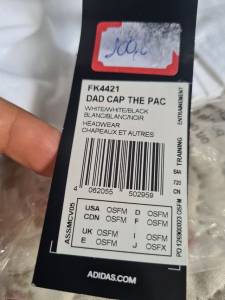 FK4421
DAD CAP THE PAC
WHITE/WHITE/BLACK
BLANC/BLANC/NOIR
HEADWEAR
CHAPEAUX ET AUTRES
4 062055 502959
ASSMCV05
USA OSFM D OSFM
CDN OSFM F OSFM
UK OSFM I OSFM
E OSFM J OSFX
ENTRAINEMENT
TRAINING
ADIDAS.COM